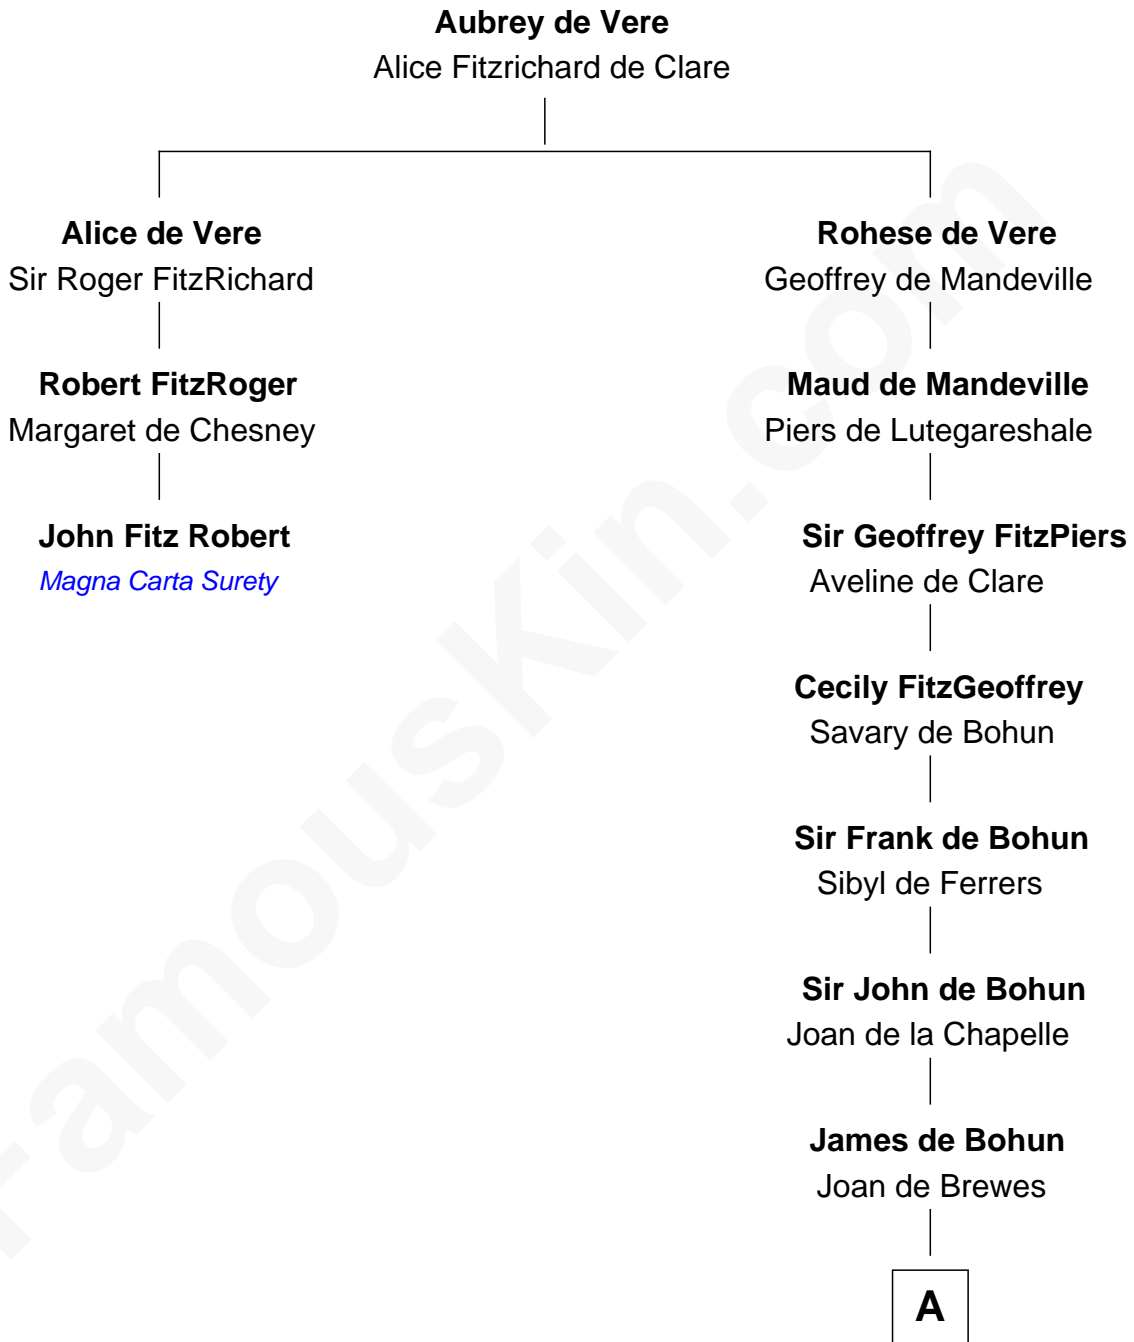 Aubrey de Vere
Alice Fitzrichard de Clare
Alice de Vere
Sir Roger FitzRichard
Rohese de Vere
Geoffrey de Mandeville
Robert FitzRoger
Margaret de Chesney
Maud de Mandeville
Piers de Lutegareshale
John Fitz Robert
Magna Carta Surety
Sir Geoffrey FitzPiers
Aveline de Clare
Cecily FitzGeoffrey
Savary de Bohun
Sir Frank de Bohun
Sibyl de Ferrers
Sir John de Bohun
Joan de la Chapelle
James de Bohun
Joan de Brewes
A
FamousKin.com